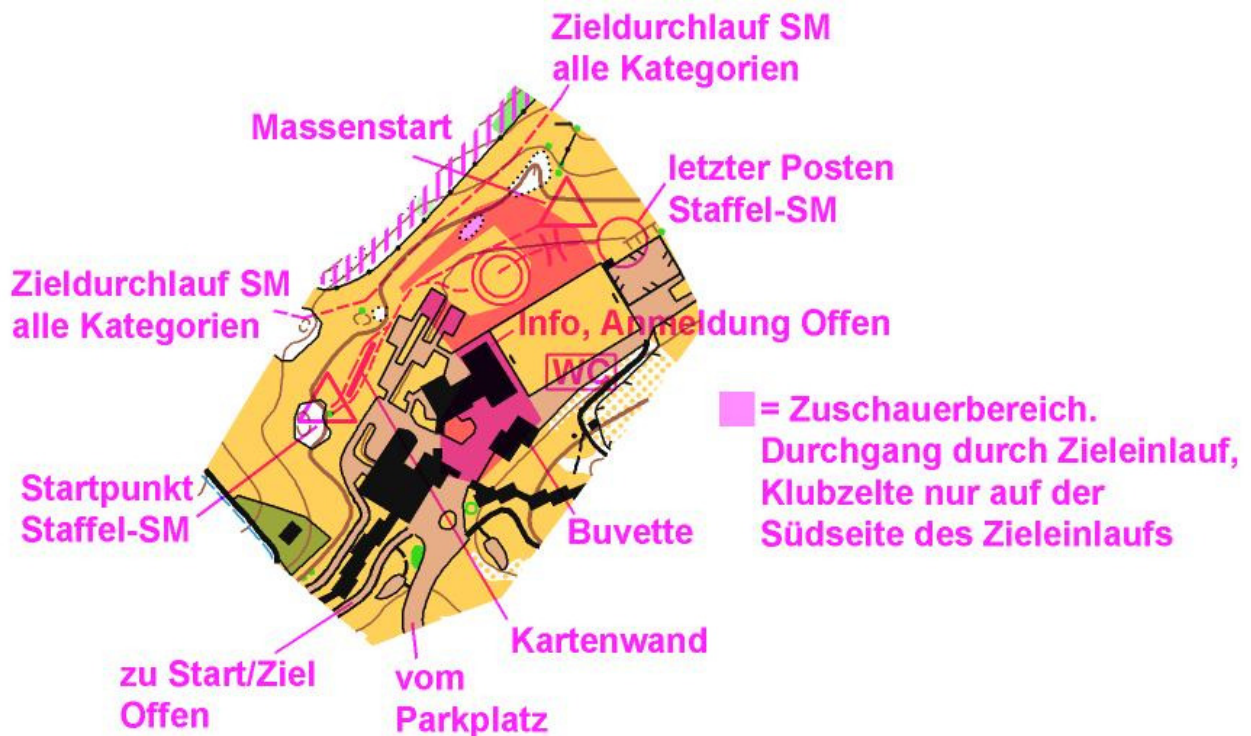 Zieldurchlauf SM
alle Kategorien
Massenstart
letzter Posten
Staffel-SM
Zieldurchlauf SM
alle Kategorien
Info, Anmeldung Offen
WC
= Zuschauerbereich.
Durchgang durch Zieleinlauf,
Klubzelte nur auf der
Südseite des Zieleinlaufs
Startpunkt
Staffel-SM
Buvette
Kartenwand
zu Start/Ziel
Offen
vom
Parkplatz